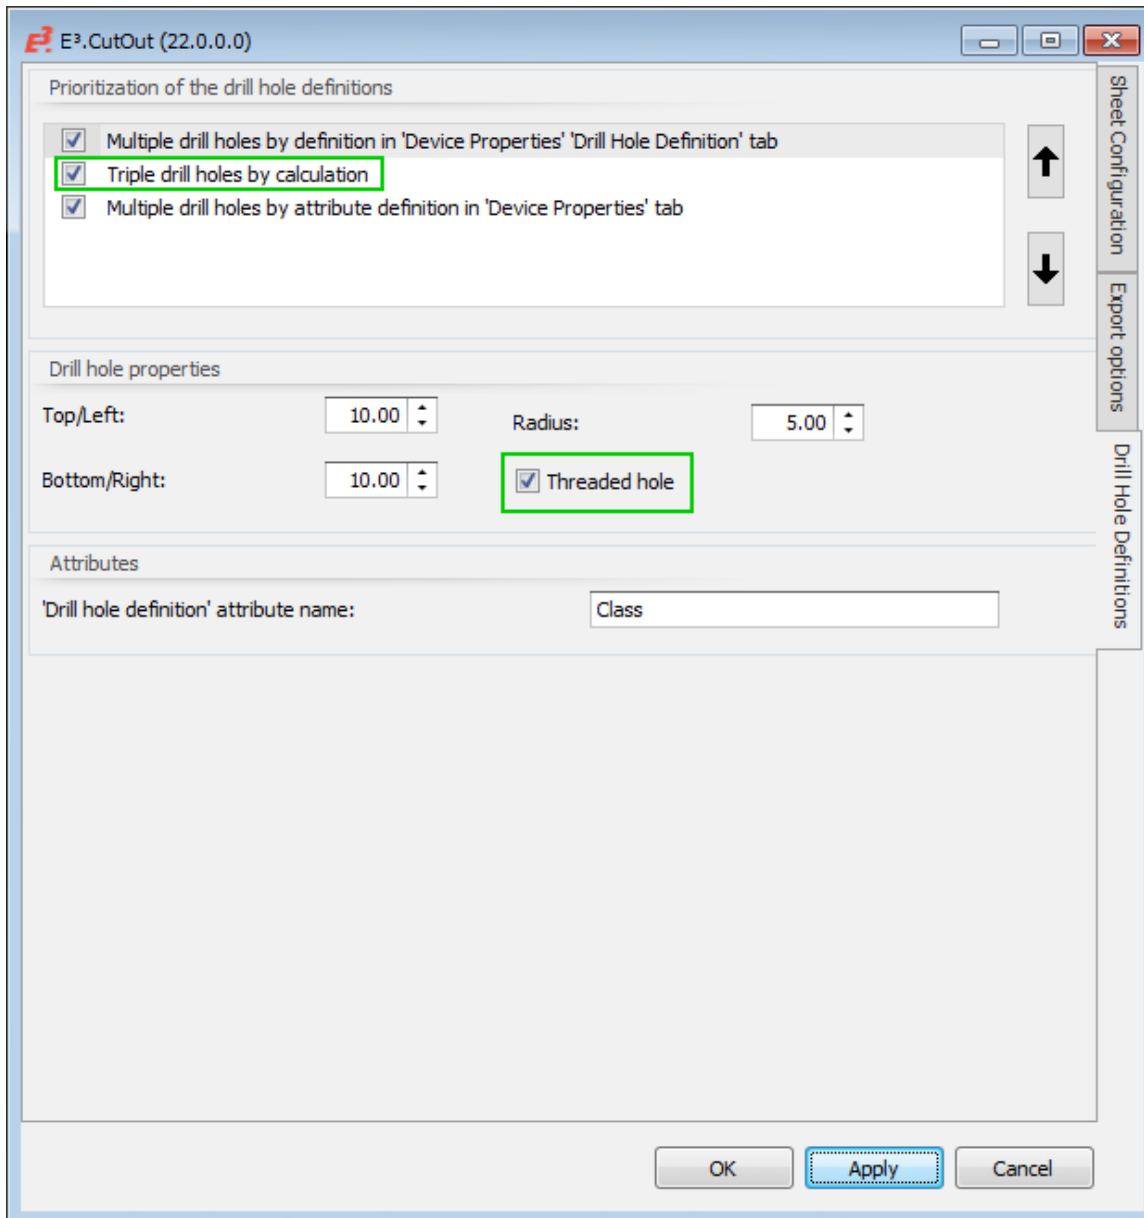 E³.CutOut (22.0.0.0)
Prioritization of the drill hole definitions
Multiple drill holes by definition in 'Device Properties' 'Drill Hole Definition' tab
Triple drill holes by calculation
Multiple drill holes by attribute definition in 'Device Properties' tab
Drill hole properties
Top/Left:
10.00
Radius:
5.00
Bottom/Right:
10.00
Threaded hole
Attributes
'Drill hole definition' attribute name:
Class
Sheet Configuration
Export options
Drill Hole Definitions
OK
Apply
Cancel